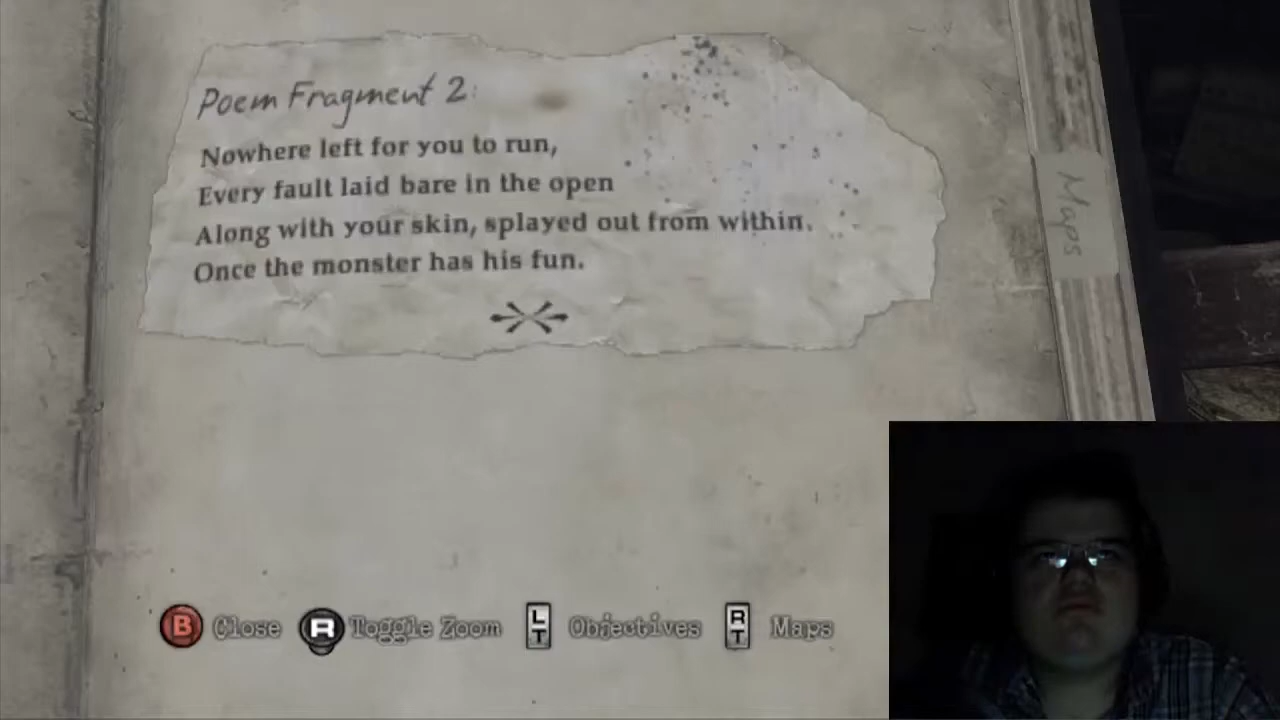 Poem Fragment 2:
Nowhere left for you to run,
Every fault laid bare in the open
Along with your skin, splayed out from within.
Once the monster has his fun.
Maps
B Close R Toggle Zoom LT Objectives RT Maps